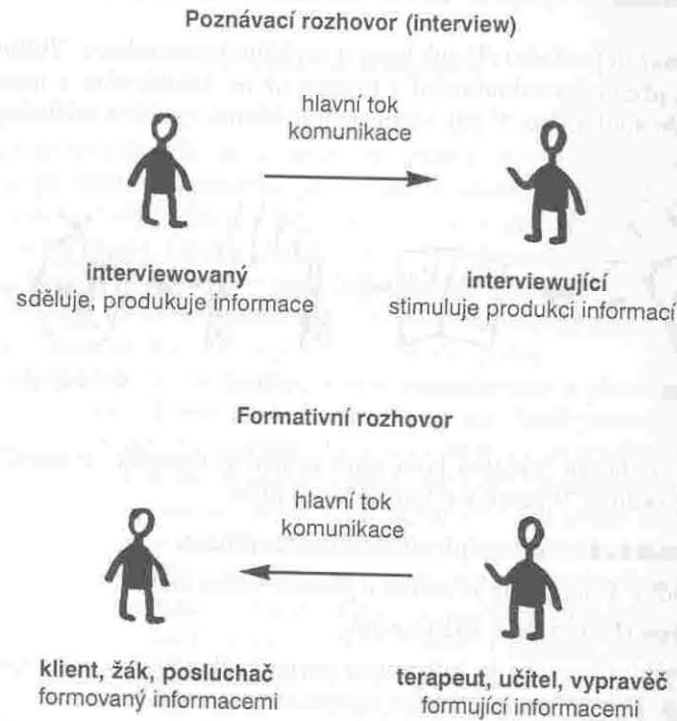 Poznávací rozhovor (interview)
hlavní tok
komunikace
interviewovaný
sděluje, produkuje informace
interviewující
stimuluje produkci informací
Formativní rozhovor
hlavní tok
komunikace
klient, žák, posluchač
formovaný informacemi
terapeut, učitel, vypravěč
formující informacemi